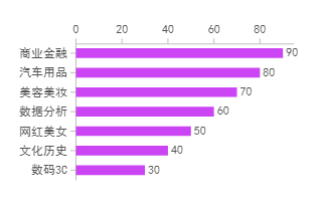 0 20 40 60 80
商业金融 90
汽车用品 80
美容美妆 70
数据分析 60
网红美女 50
文化历史 40
数码3C 30